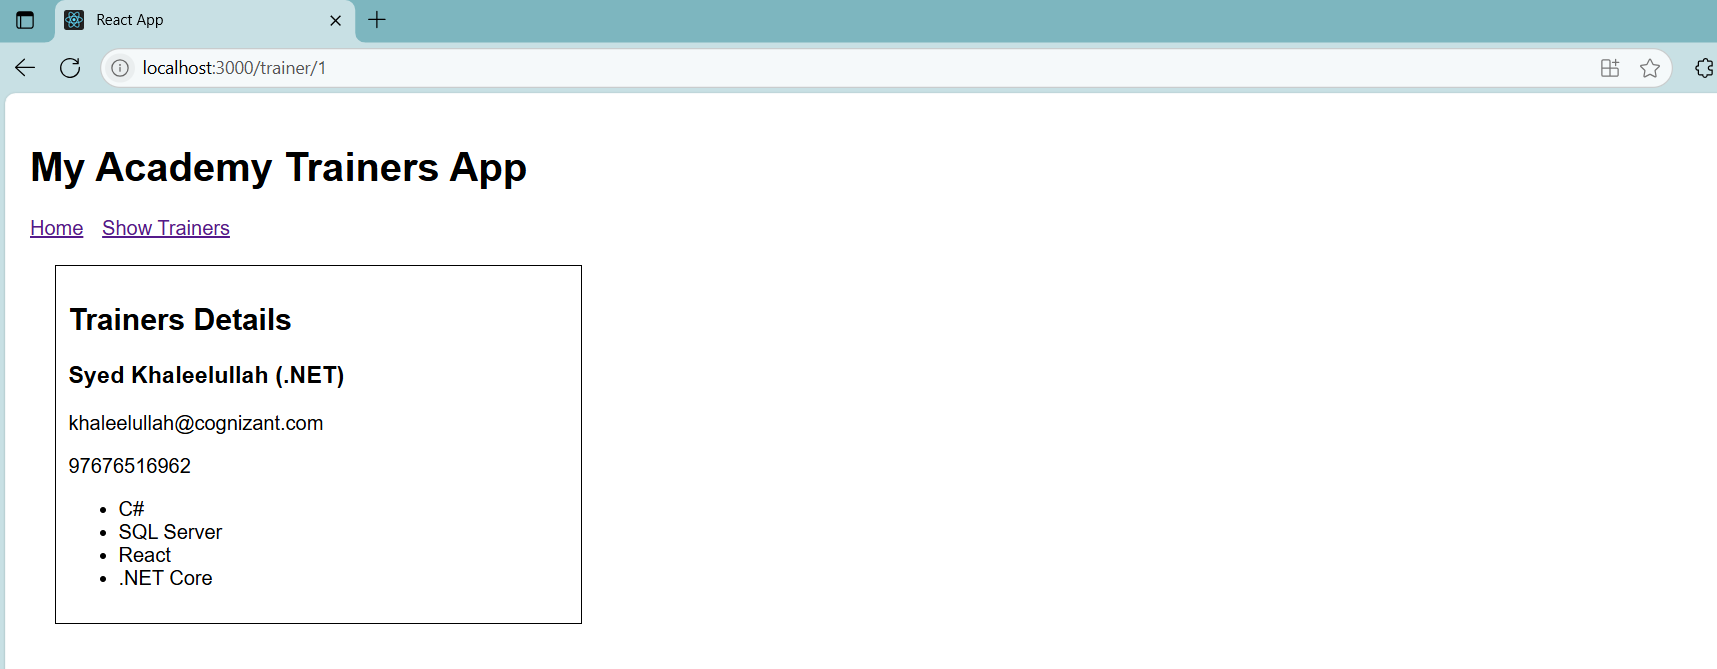 React App
localhost:3000/trainer/1
My Academy Trainers App
Home Show Trainers
Trainers Details
Syed Khaleelullah (.NET)
khaleelullah@cognizant.com
97676516962
C#
SQL Server
React
.NET Core